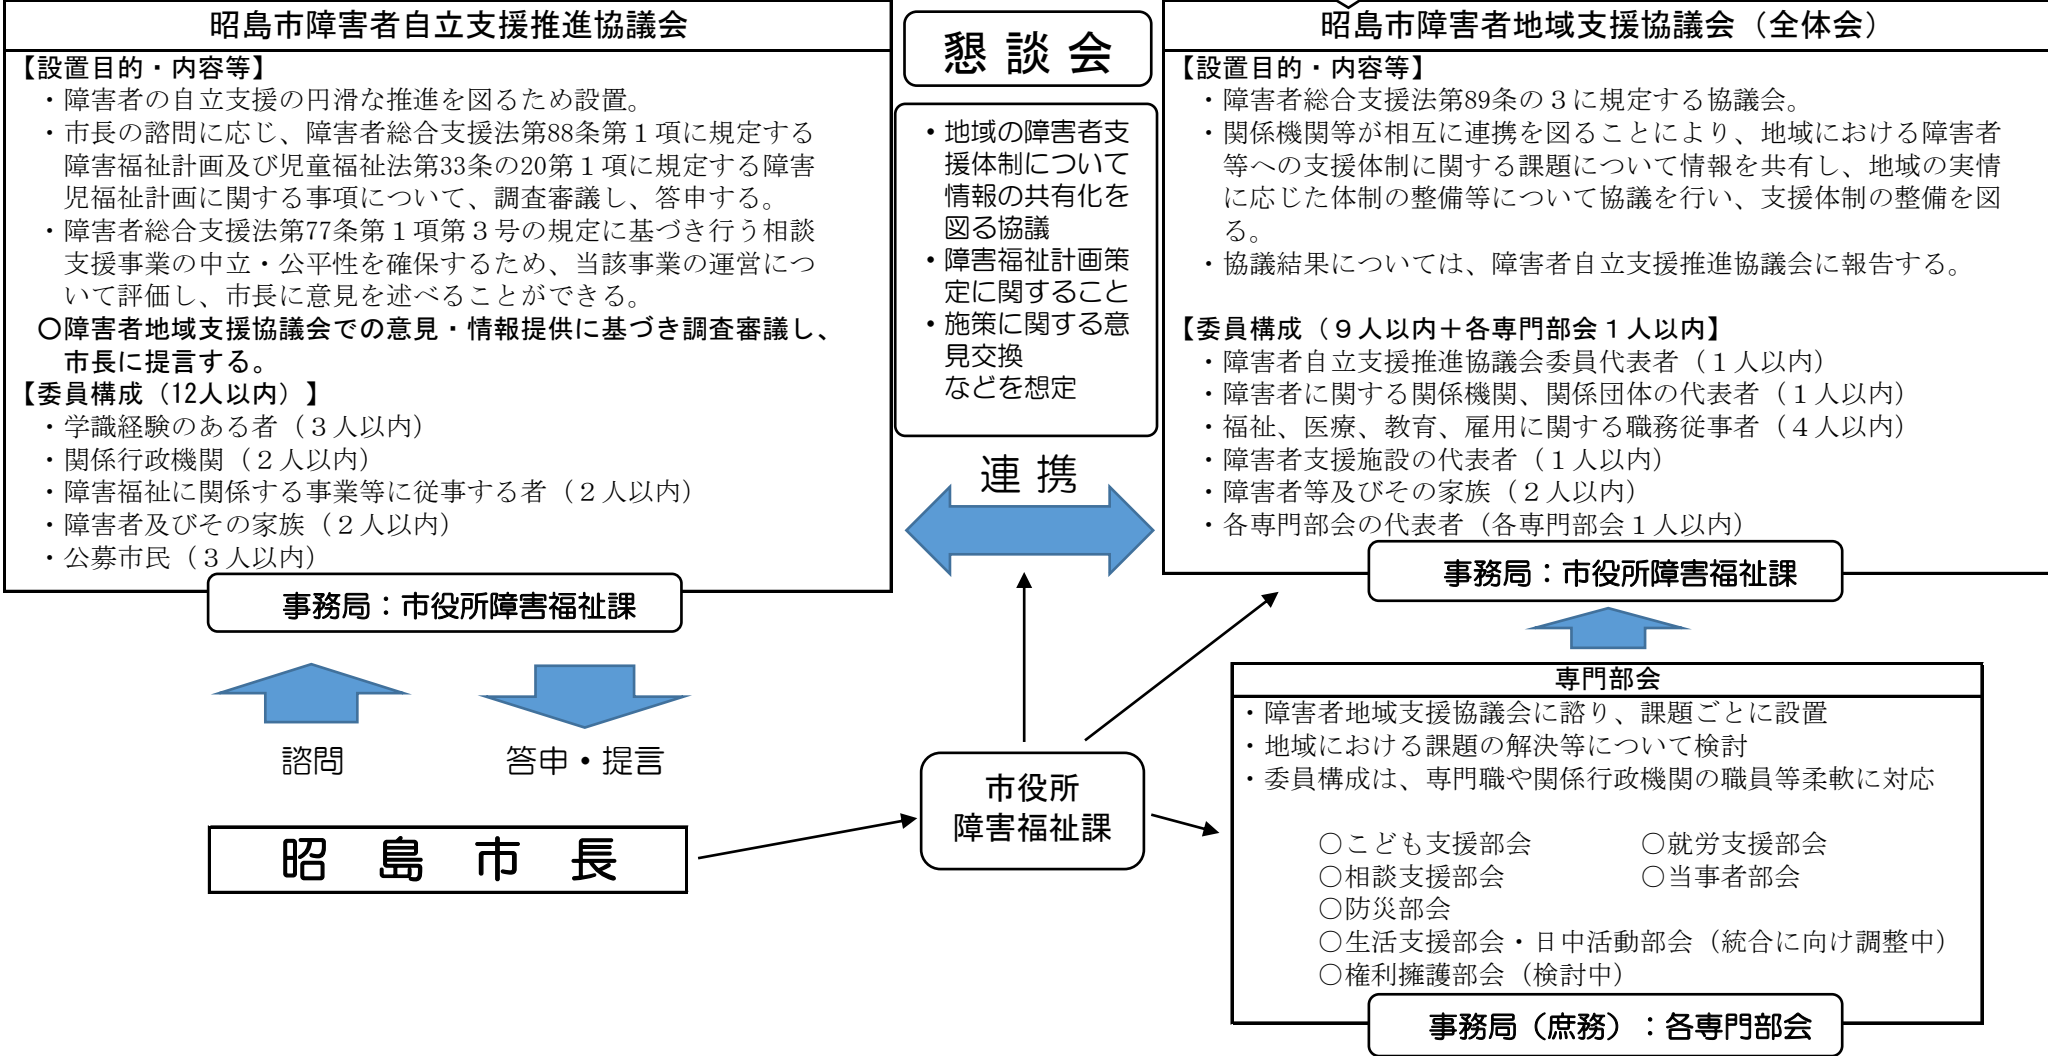 昭島市障害者自立支援推進協議会
【設置目的・内容等】
・障害者の自立支援の円滑な推進を図るため設置。
・市長の諮問に応じ、障害者総合支援法第88条第１項に規定する
障害福祉計画及び児童福祉法第33条の20第１項に規定する障害
児福祉計画に関する事項について、調査審議し、答申する。
・障害者総合支援法第77条第１項第３号の規定に基づき行う相談
支援事業の中立・公平性を確保するため、当該事業の運営につ
いて評価し、市長に意見を述べることができる。
〇障害者地域支援協議会での意見・情報提供に基づき調査審議し、
市長に提言する。
【委員構成（12人以内）】
・学識経験のある者（３人以内）
・関係行政機関（２人以内）
・障害福祉に関係する事業等に従事する者（２人以内）
・障害者及びその家族（２人以内）
・公募市民（３人以内）
事務局：市役所障害福祉課
懇 談 会
・地域の障害者支
援体制について
情報の共有化を
図る協議
・障害福祉計画策
定に関すること
・施策に関する意
見交換
などを想定
連 携
昭島市障害者地域支援協議会（全体会）
【設置目的・内容等】
・障害者総合支援法第89条の３に規定する協議会。
・関係機関等が相互に連携を図ることにより、地域における障害者
等への支援体制に関する課題について情報を共有し、地域の実情
に応じた体制の整備等について協議を行い、支援体制の整備を図
る。
・協議結果については、障害者自立支援推進協議会に報告する。
【委員構成（９人以内＋各専門部会１人以内】
・障害者自立支援推進協議会委員代表者（１人以内）
・障害者に関する関係機関、関係団体の代表者（１人以内）
・福祉、医療、教育、雇用に関する職務従事者（４人以内）
・障害者支援施設の代表者（１人以内）
・障害者等及びその家族（２人以内）
・各専門部会の代表者（各専門部会１人以内）
事務局：市役所障害福祉課
諮問
答申・提言
昭 島 市 長
市役所
障害福祉課
専門部会
・障害者地域支援協議会に諮り、課題ごとに設置
・地域における課題の解決等について検討
・委員構成は、専門職や関係行政機関の職員等柔軟に対応
○こども支援部会 ○就労支援部会
○相談支援部会 ○当事者部会
○防災部会
○生活支援部会・日中活動部会（統合に向け調整中）
○権利擁護部会（検討中）
事務局（庶務）：各専門部会